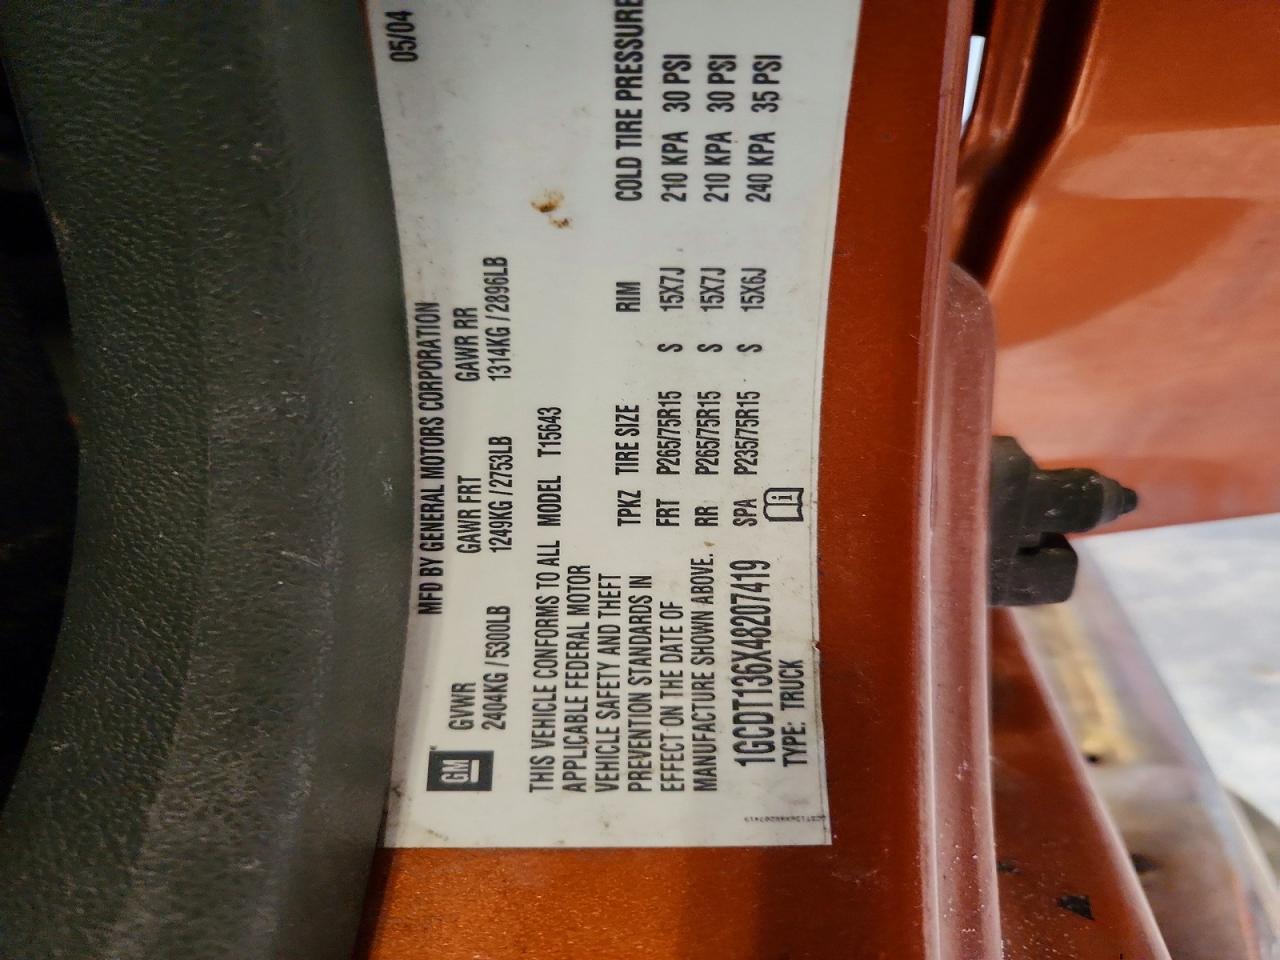 05/04
MFD BY GENERAL MOTORS CORPORATION
GM
GVWR GAWR FRT GAWR RR
2404KG / 5300LB 1249KG / 2753LB 1314KG / 2896LB
THIS VEHICLE CONFORMS TO ALL
APPLICABLE FEDERAL MOTOR
VEHICLE SAFETY AND THEFT
PREVENTION STANDARDS IN
EFFECT ON THE DATE OF
MANUFACTURE SHOWN ABOVE.
1GCDT136X48207419
TYPE: TRUCK
MODEL T15643
TPKZ TIRE SIZE RIM COLD TIRE PRESSURE
FRT P265/75R15 S 15X7J 210 KPA 30 PSI
RR P265/75R15 S 15X7J 210 KPA 30 PSI
SPA P235/75R15 S 15X6J 240 KPA 35 PSI
i